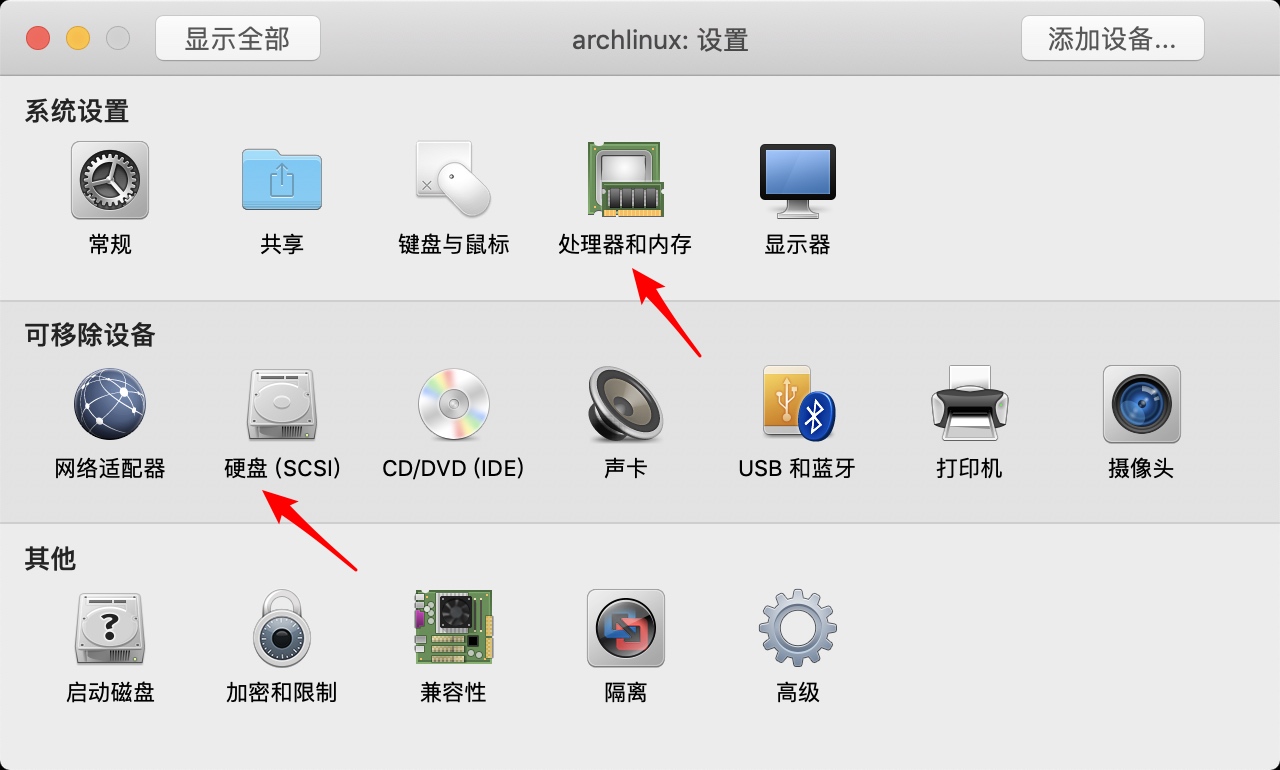 显示全部
archlinux: 设置
添加设备...
系统设置
常规
共享
键盘与鼠标
处理器和内存
显示器
可移除设备
网络适配器
硬盘 (SCSI)
CD/DVD (IDE)
声卡
USB 和蓝牙
打印机
摄像头
其他
?
启动磁盘
加密和限制
兼容性
隔离
高级